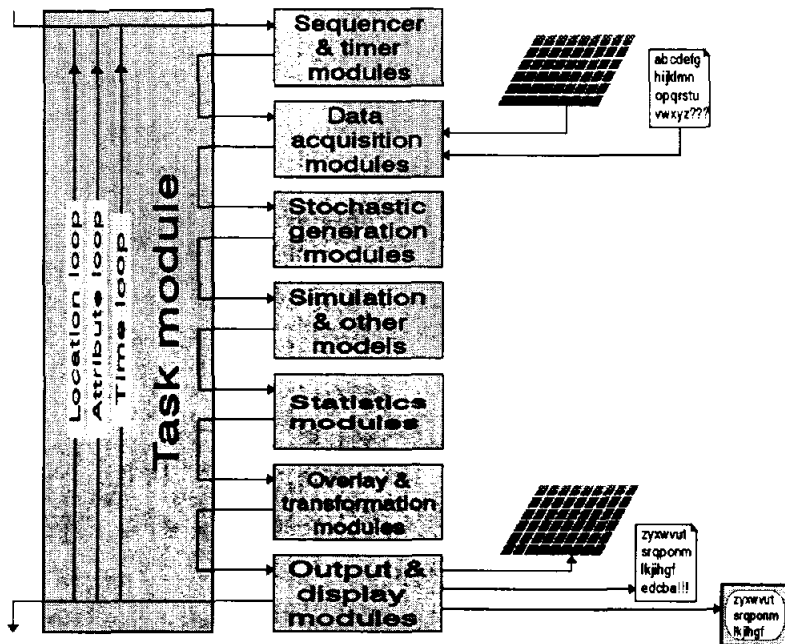 Sequencer
& timer
modules
abcdefg
hijklmn
opqrstu
vwxyz???
Data
acquisition
modules
Location loop
Attribute loop
Time loop
Task module
Stochastic
generation
modules
Simulation
& other
models
Statistics
modules
Overlay &
transformation
modules
Output &
display
modules
zyxwvut
srqponm
lkjihgf
edcba!!!
zyxwvut
srqponm
lkjihgf